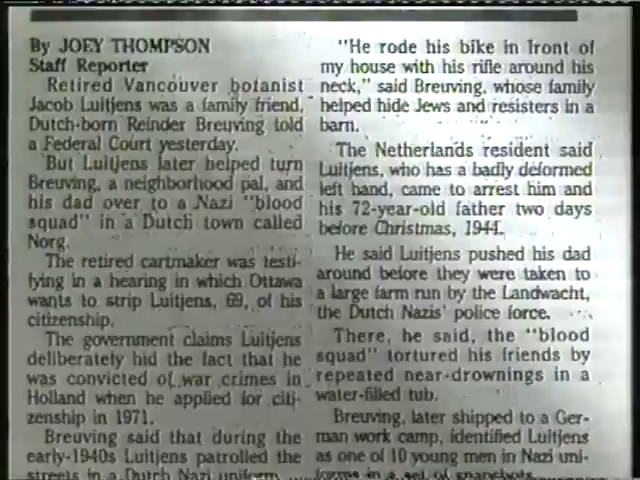 By JOEY THOMPSON
Staff Reporter
Retired Vancouver botanist
Jacob Luitjens was a family friend,
Dutch-born Reinder Breuving told
a Federal Court yesterday.
But Luitjens later helped turn
Breuving, a neighborhood pal, and
his dad over to a Nazi "blood
squad" in a Dutch town called
Norg.
The retired cartmaker was testi-
fying in a hearing in which Ottawa
wants to strip Luitjens, 69, of his
citizenship.
The government claims Luitjens
deliberately hid the fact that he
was convicted of war crimes in
Holland when he applied for citi-
zenship in 1971.
Breuving said that during the
early-1940s Luitjens patrolled the
streets in a Dutch Nazi uniform
"He rode his bike in front of
my house with his rifle around his
neck," said Breuving, whose family
helped hide Jews and resisters in a
barn.
The Netherlands resident said
Luitjens, who has a badly deformed
left hand, came to arrest him and
his 72-year-old father two days
before Christmas, 1944.
He said Luitjens pushed his dad
around before they were taken to
a large farm run by the Landwacht,
the Dutch Nazis' police force.
There, he said, the "blood
squad" tortured his friends by
repeated near-drownings in a
water-filled tub.
Breuving, later shipped to a Ger-
man work camp, identified Luitjens
as one of 10 young men in Nazi uni-
forms in a set of snapshots